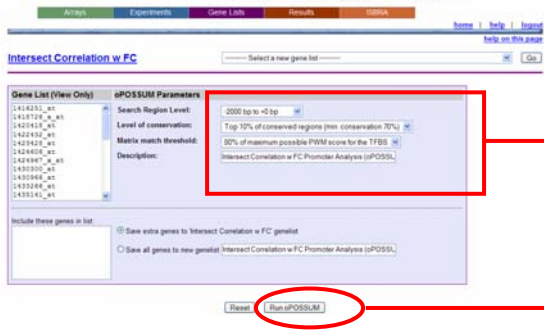 Arrays Experiments Gene Lists Results ISBRA
home | help | logout
help on this page
Intersect Correlation w FC
-------- Select a new gene list -------- Go
Gene List (View Only) oPOSSUM Parameters
1416251_at
1418726_a_at
1420418_at
1422432_at
1423428_at
1424606_at
1424967_x_at
1430300_at
1430966_at
1433266_at
1435141_at
Search Region Level: -2000 bp to +0 bp
Level of conservation: Top 10% of conserved regions (min. conservation 70%)
Matrix match threshold: 80% of maximum possible PWM score for the TFBS
Description: Intersect Correlation w FC Promoter Analysis (oPOSSU
Include these genes in list
Save extra genes to 'Intersect Correlation w FC' genelist
Save all genes to new genelist Intersect Correlation w FC Promoter Analysis (oPOSSU
Reset Run oPOSSUM